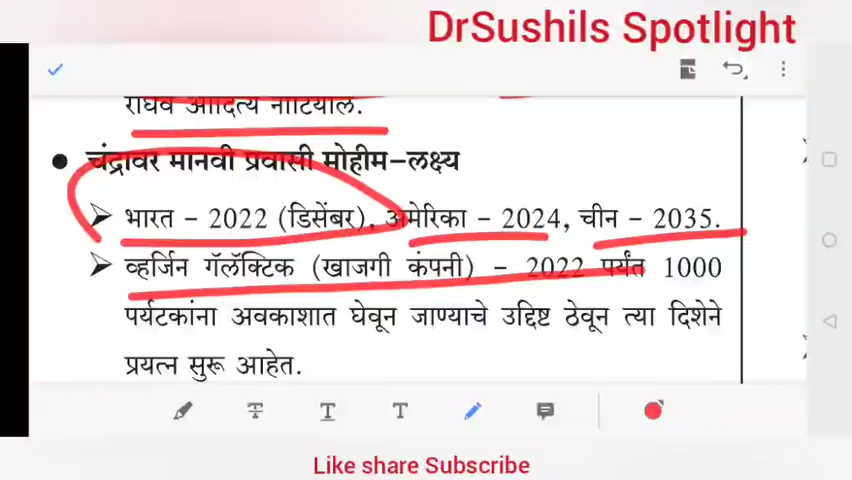 DrSushils Spotlight
राघव आदित्य नौटियाल.
• चंद्रावर मानवी प्रवासी मोहीम-लक्ष्य
➤ भारत - 2022 (डिसेंबर), अमेरिका - 2024, चीन - 2035.
➤ व्हर्जिन गॅलॅक्टिक (खाजगी कंपनी) - 2022 पर्यंत 1000
पर्यटकांना अवकाशात घेवून जाण्याचे उद्दिष्ट ठेवून त्या दिशेने
प्रयत्न सुरू आहेत.
T T T
Like share Subscribe